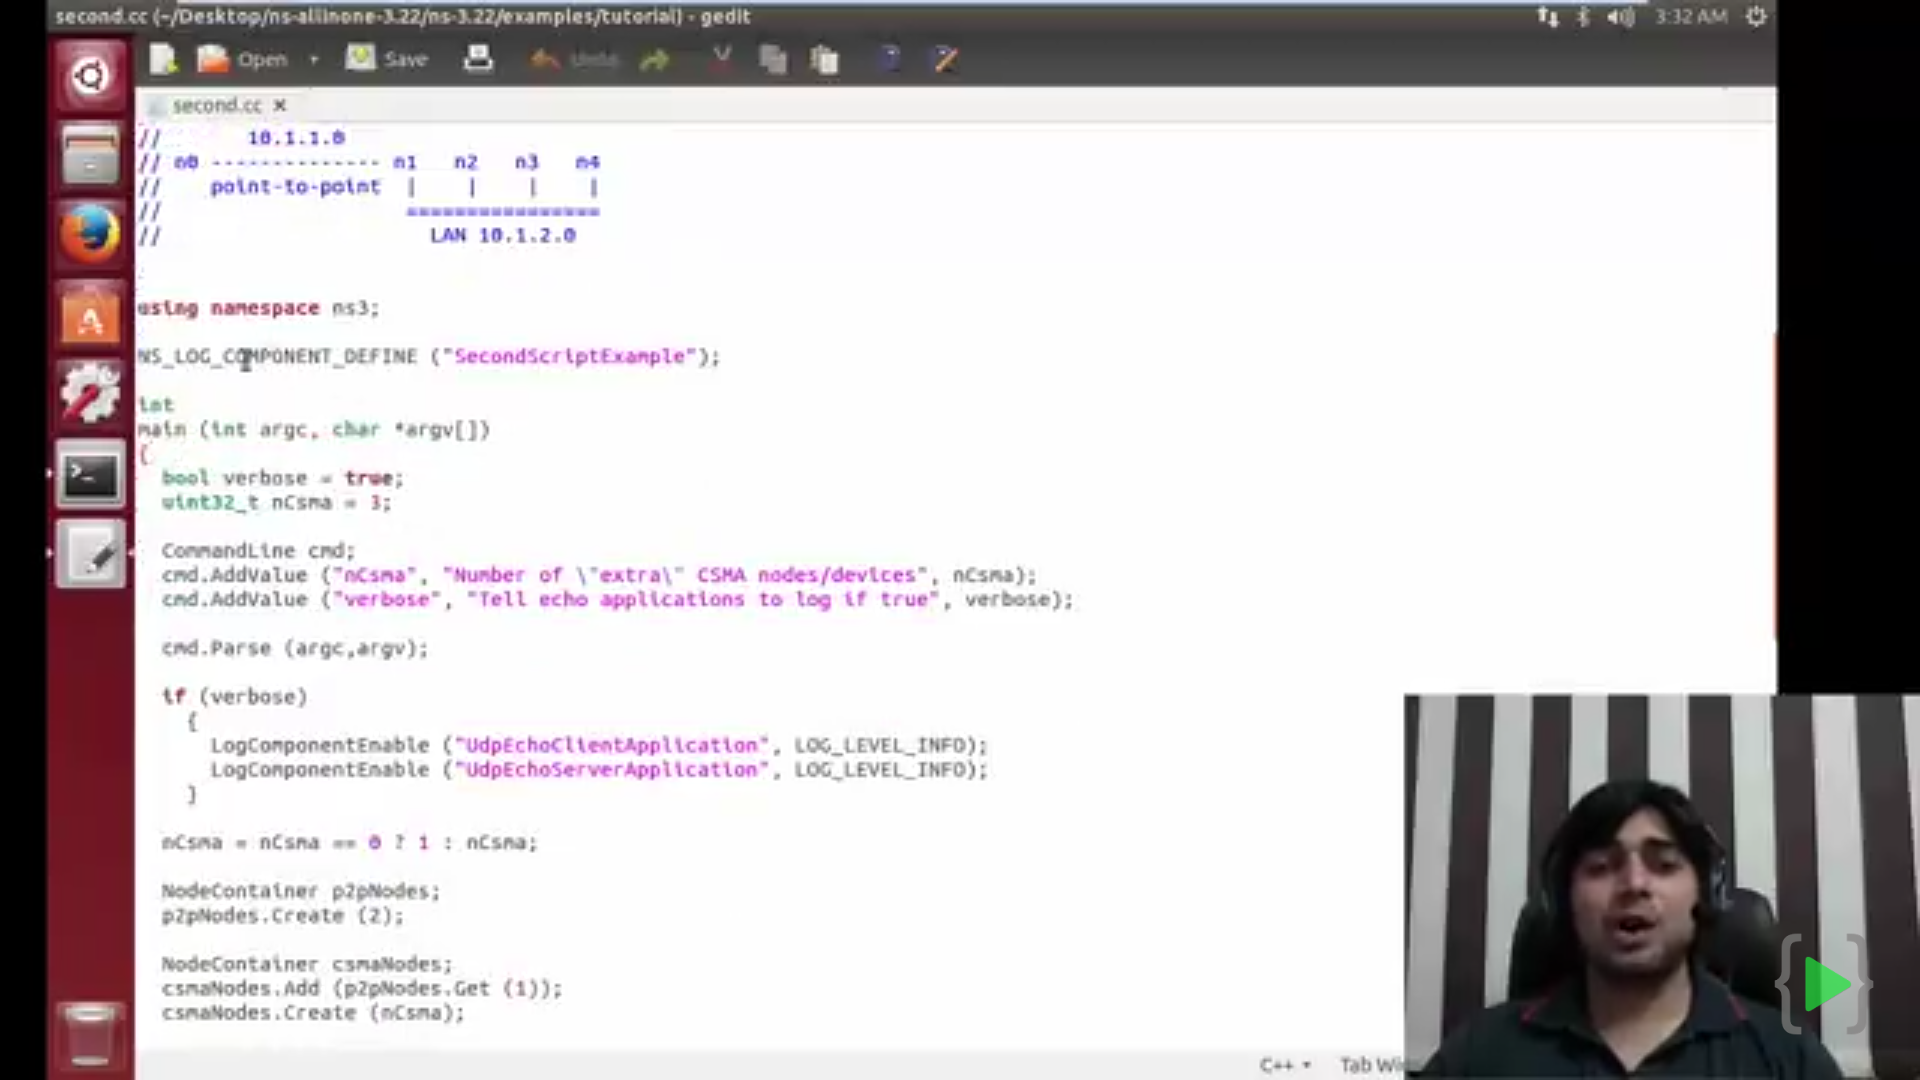 second.cc (~/Desktop/ns-allinone-3.22/ns-3.22/examples/tutorial) - gedit
3:32 AM
Open Save Undo
second.cc ×
// 10.1.1.0
// n0 -------------- n1 n2 n3 n4
// point-to-point | | | |
// ================
// LAN 10.1.2.0
using namespace ns3;
NS_LOG_COMPONENT_DEFINE ("SecondScriptExample");
int
main (int argc, char *argv[])
{
bool verbose = true;
uint32_t nCsma = 3;
CommandLine cmd;
cmd.AddValue ("nCsma", "Number of \"extra\" CSMA nodes/devices", nCsma);
cmd.AddValue ("verbose", "Tell echo applications to log if true", verbose);
cmd.Parse (argc,argv);
if (verbose)
{
LogComponentEnable ("UdpEchoClientApplication", LOG_LEVEL_INFO);
LogComponentEnable ("UdpEchoServerApplication", LOG_LEVEL_INFO);
}
nCsma = nCsma == 0 ? 1 : nCsma;
NodeContainer p2pNodes;
p2pNodes.Create (2);
NodeContainer csmaNodes;
csmaNodes.Add (p2pNodes.Get (1));
csmaNodes.Create (nCsma);
C++ Tab